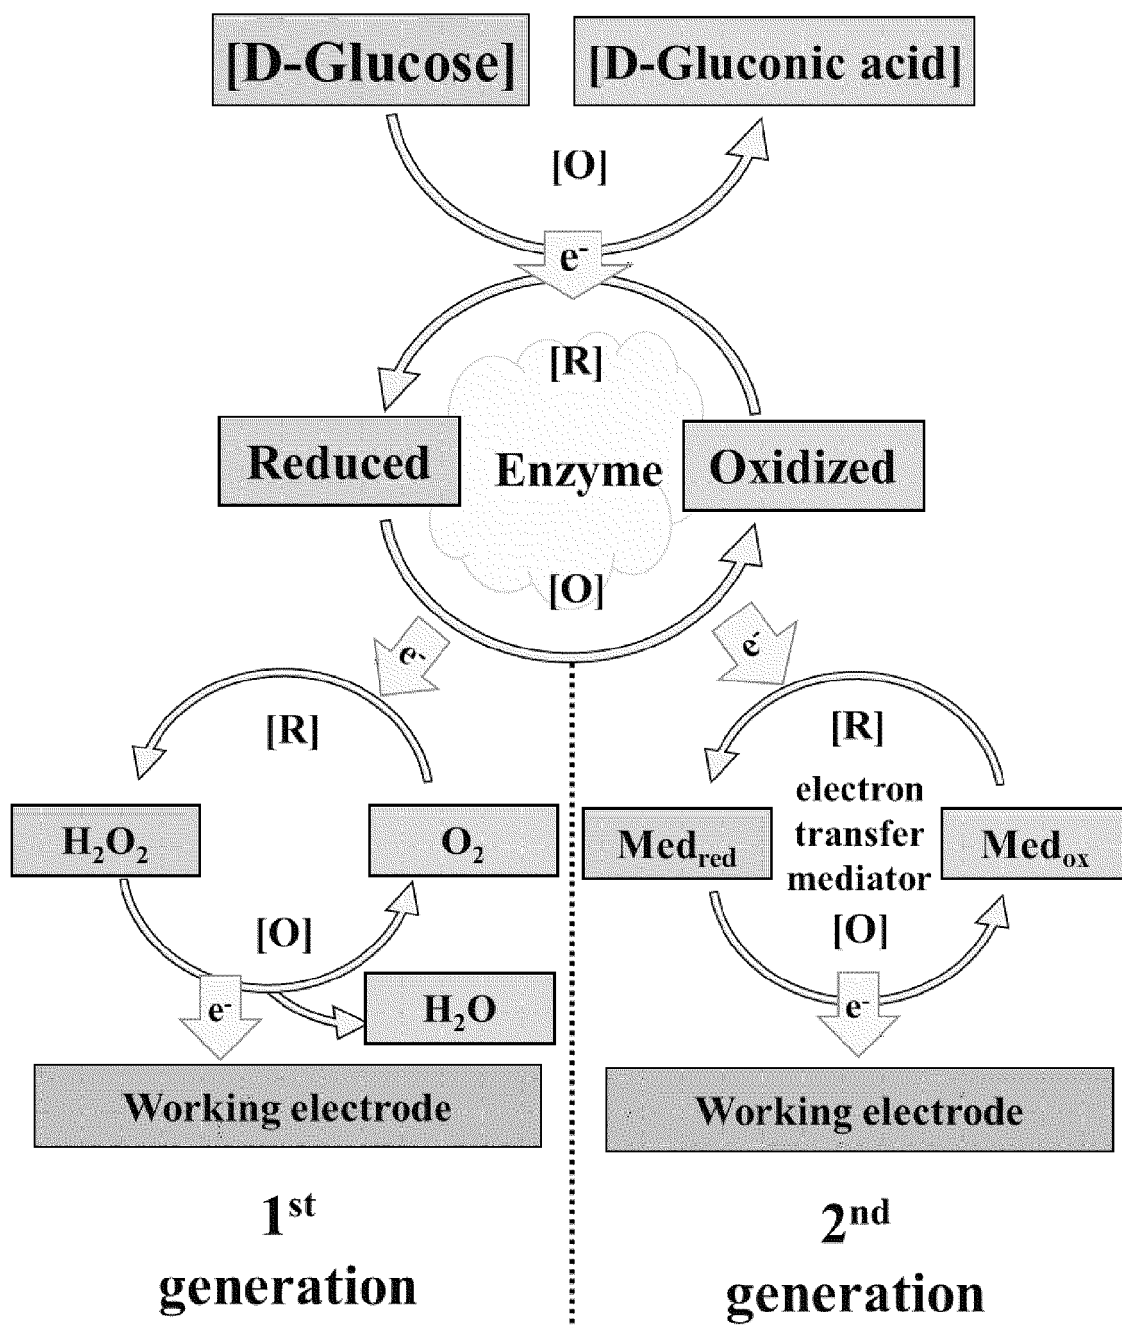 [D-Glucose]
[D-Gluconic acid]
[O]
e-
[R]
Reduced
Enzyme
Oxidized
[O]
e-
e-
[R]
[R]
H2O2
O2
Medred
electron
transfer
mediator
Medox
[O]
[O]
e-
H2O
e-
Working electrode
Working electrode
1st
generation
2nd
generation